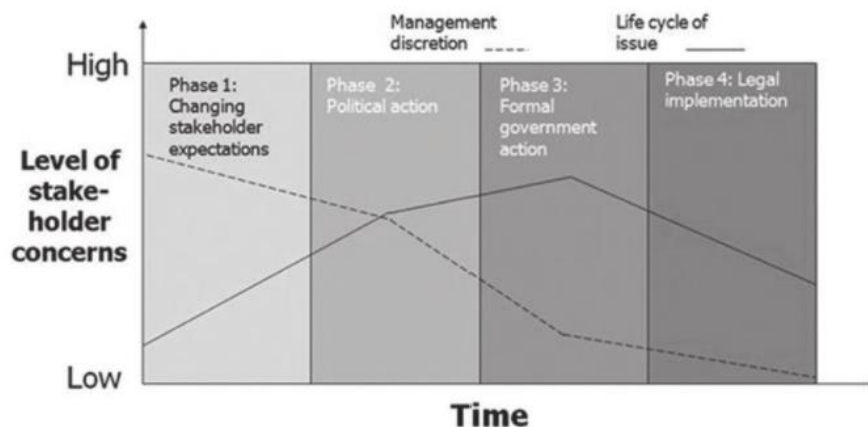 Management
discretion
Life cycle of
issue
High
Phase 1:
Changing
stakeholder
expectations
Phase 2:
Political action
Phase 3:
Formal
government
action
Phase 4: Legal
implementation
Level of
stake-
holder
concerns
Low
Time